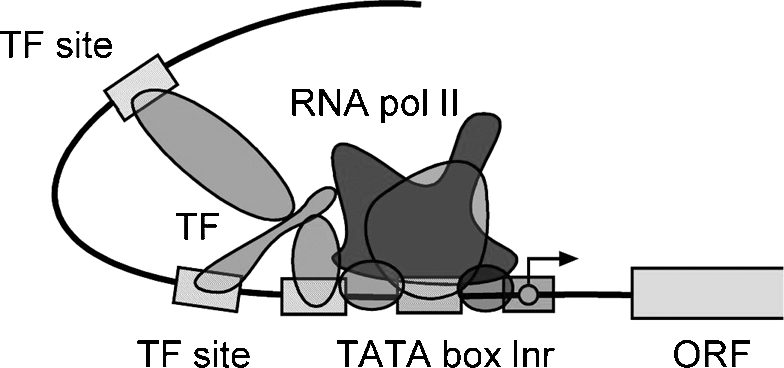 TF site
RNA pol II
TF
TF site
TATA box Inr
ORF